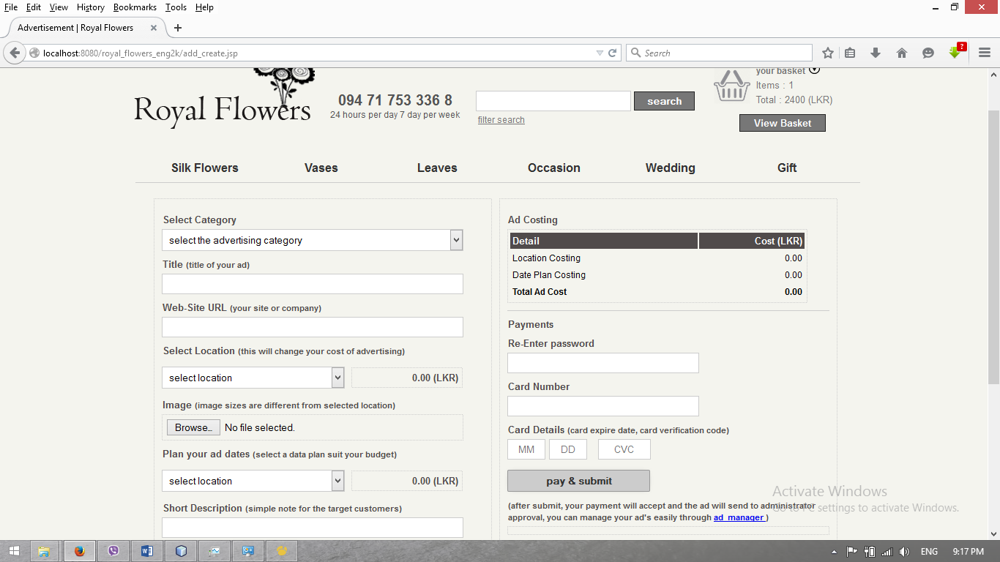 File Edit View History Bookmarks Tools Help
Advertisement | Royal Flowers
localhost:8080/royal_flowers_eng2k/add_create.jsp
Search
?
Royal Flowers
094 71 753 336 8
24 hours per day 7 day per week
search
filter search
your basket
Items : 1
Total : 2400 (LKR)
View Basket
Silk Flowers Vases Leaves Occasion Wedding Gift
Select Category
select the advertising category
Title (title of your ad)
Web-Site URL (your site or company)
Select Location (this will change your cost of advertising)
select location 0.00 (LKR)
Image (image sizes are different from selected location)
Browse... No file selected.
Plan your ad dates (select a data plan suit your budget)
select location 0.00 (LKR)
Short Description (simple note for the target customers)
Ad Costing
Detail Cost (LKR)
Location Costing 0.00
Date Plan Costing 0.00
Total Ad Cost 0.00
Payments
Re-Enter password
Card Number
Card Details (card expire date, card verification code)
MM DD CVC
pay & submit
(after submit, your payment will accept and the ad will send to administrator
approval, you can manage your ad's easily through ad_manager )
Activate Windows
Go to PC settings to activate Windows.
ENG 9:17 PM